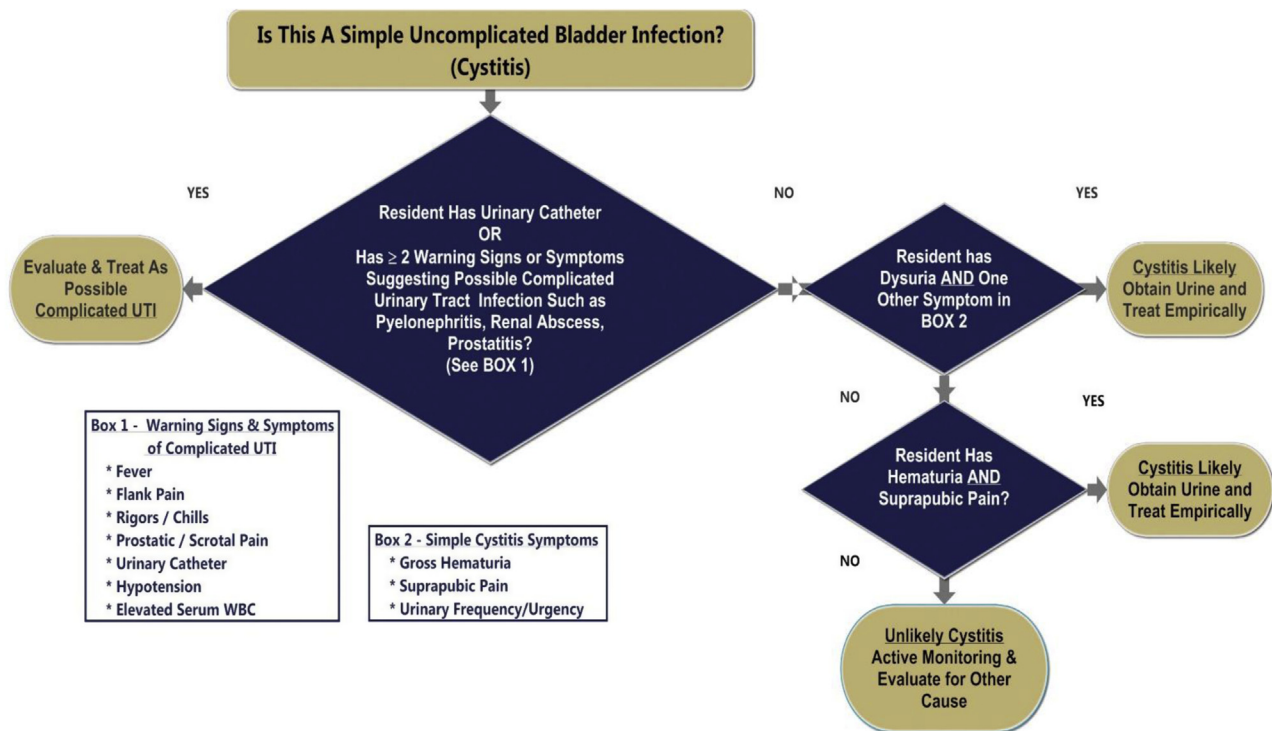 Is This A Simple Uncomplicated Bladder Infection?
(Cystitis)
YES
NO
YES
Resident Has Urinary Catheter
OR
Has ≥ 2 Warning Signs or Symptoms
Suggesting Possible Complicated
Urinary Tract Infection Such as
Pyelonephritis, Renal Abscess,
Prostatitis?
(See BOX 1)
Evaluate & Treat As
Possible
Complicated UTI
Resident has
Dysuria AND One
Other Symptom in
BOX 2
Cystitis Likely
Obtain Urine and
Treat Empirically
NO
YES
Resident Has
Hematuria AND
Suprapubic Pain?
Cystitis Likely
Obtain Urine and
Treat Empirically
NO
Unlikely Cystitis
Active Monitoring &
Evaluate for Other
Cause
Box 1 - Warning Signs & Symptoms
of Complicated UTI
* Fever
* Flank Pain
* Rigors / Chills
* Prostatic / Scrotal Pain
* Urinary Catheter
* Hypotension
* Elevated Serum WBC
Box 2 - Simple Cystitis Symptoms
* Gross Hematuria
* Suprapubic Pain
* Urinary Frequency/Urgency